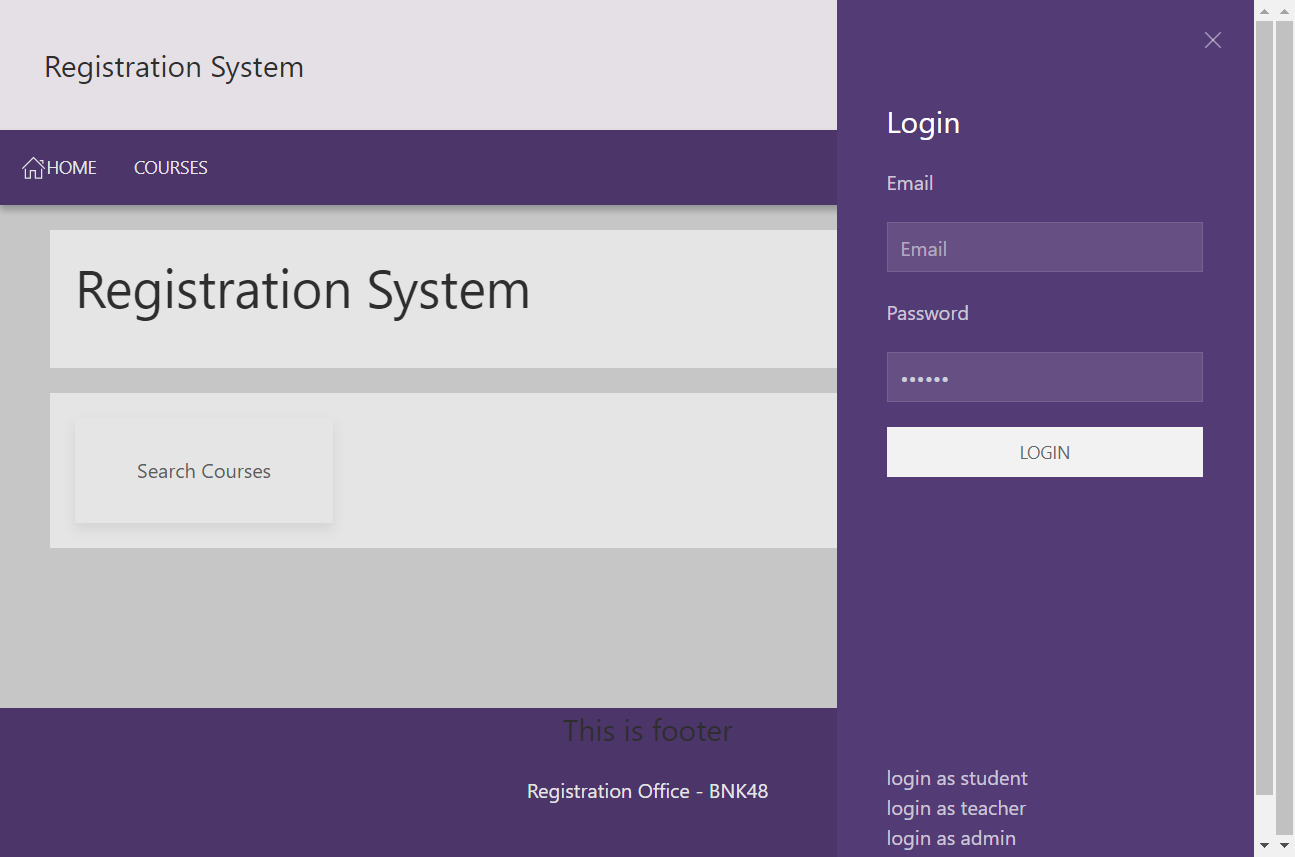 Registration System
HOME
COURSES
Registration System
Search Courses
This is footer
Registration Office - BNK48
Login
Email
Email
Password
••••••
LOGIN
login as student
login as teacher
login as admin